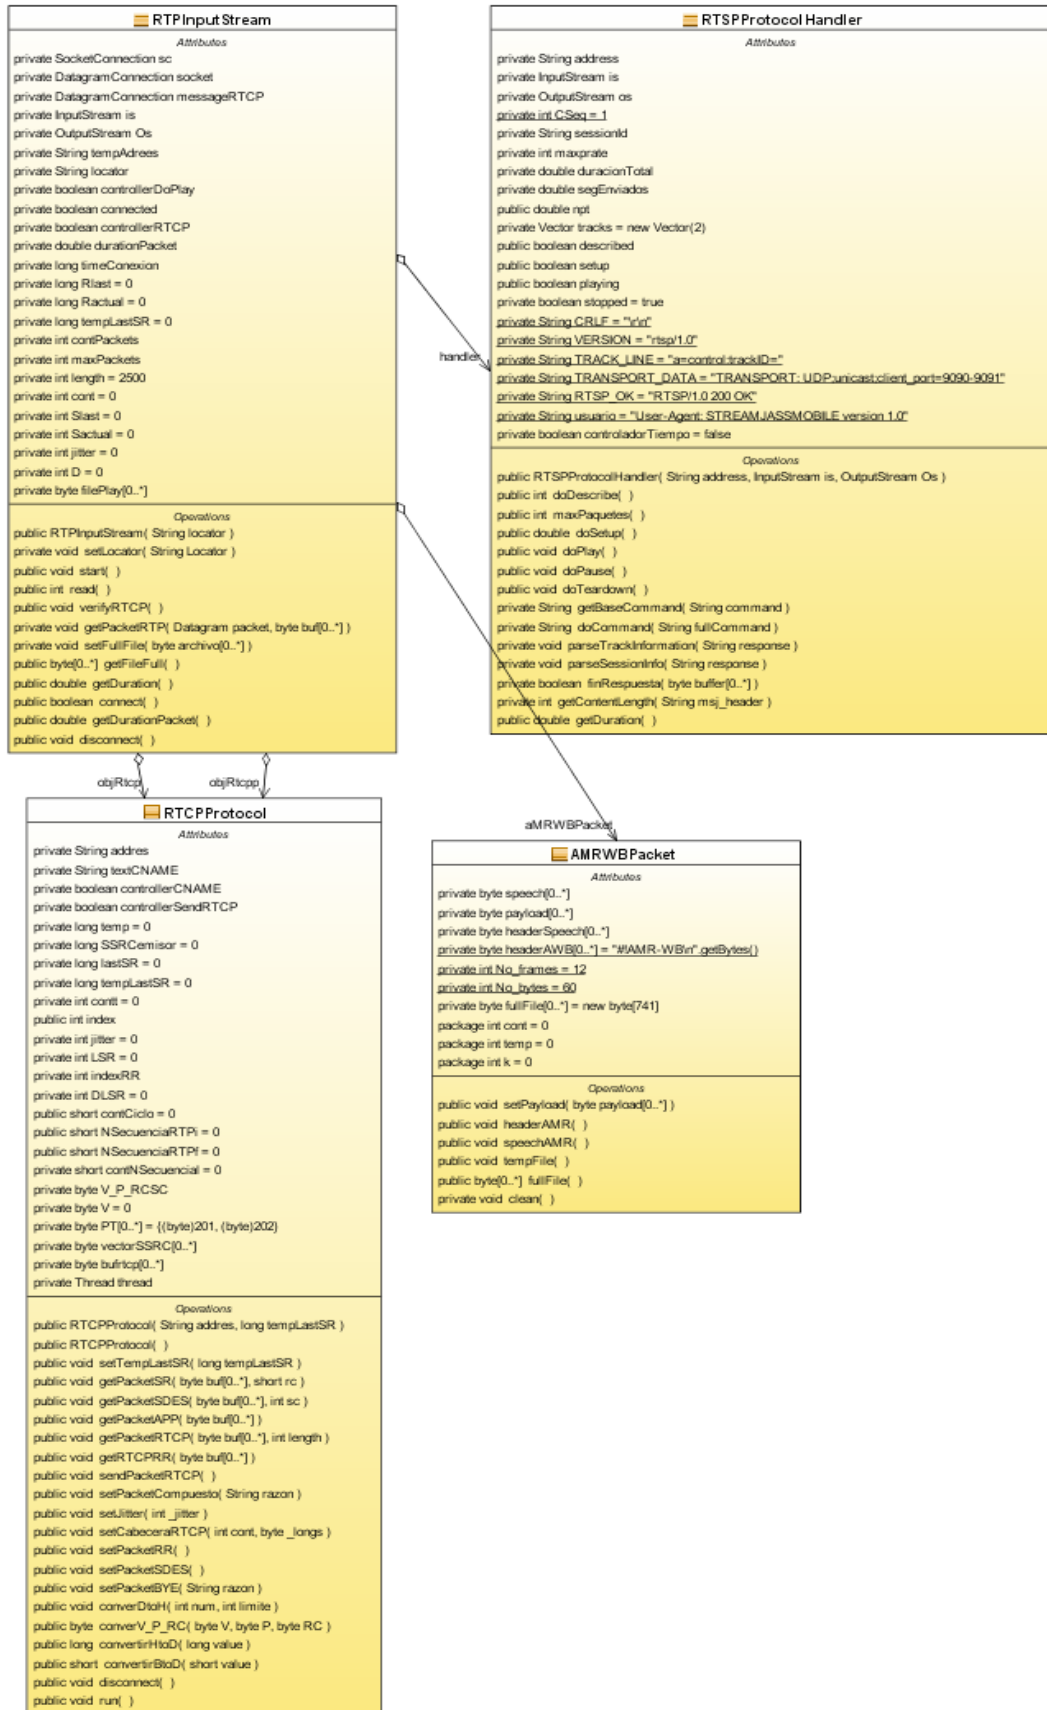 RTPInputStream
Attributes
private SocketConnection sc
private DatagramConnection socket
private DatagramConnection messageRTCP
private InputStream is
private OutputStream Os
private String tempAdrees
private String locator
private boolean controllerDoPlay
private boolean connected
private boolean controllerRTCP
private double durationPacket
private long timeConexion
private long Rlast = 0
private long Ractual = 0
private long tempLastSR = 0
private int contPackets
private int maxPackets
private int length = 2500
private int cont = 0
private int Slast = 0
private int Sactual = 0
private int jitter = 0
private int D = 0
private byte filePlay[0..*]
Operations
public RTPInputStream( String locator )
private void setLocator( String Locator )
public void start( )
public int read( )
public void verifyRTCP( )
private void getPacketRTP( Datagram packet, byte buf[0..*] )
private void setFullFile( byte archivo[0..*] )
public byte[0..*] getFileFull( )
public double getDuration( )
public boolean connect( )
public double getDurationPacket( )
public void disconnect( )
RTSPProtocolHandler
Attributes
private String address
private InputStream is
private OutputStream os
private int CSeq = 1
private String sessionId
private int maxprate
private double duracionTotal
private double segEnviados
public double npt
private Vector tracks = new Vector(2)
public boolean described
public boolean setup
public boolean playing
private boolean stopped = true
private String CRLF = "\r\n"
private String VERSION = "rtsp/1.0"
private String TRACK_LINE = "a=control:trackID="
private String TRANSPORT_DATA = "TRANSPORT: UDP;unicast;client_port=9090-9091"
private String RTSP_OK = "RTSP/1.0 200 OK"
private String usuario = "User-Agent: STREAMJASSMOBILE version 1.0"
private boolean controladorTiempo = false
Operations
public RTSPProtocolHandler( String address, InputStream is, OutputStream Os )
public int doDescribe( )
public int maxPaquetes( )
public double doSetup( )
public void doPlay( )
public void doPause( )
public void doTeardown( )
private String getBaseCommand( String command )
private String doCommand( String fullCommand )
private void parseTrackInformation( String response )
private void parseSessionInfo( String response )
private boolean finRespuesta( byte buffer[0..*] )
private int getContentLength( String msj_header )
public double getDuration( )
handler
objRtcp
objRtcpp
aMRWBPacket
RTCPProtocol
Attributes
private String addres
private String textCNAME
private boolean controllerCNAME
private boolean controllerSendRTCP
private long temp = 0
private long SSRCemisor = 0
private long lastSR = 0
private long tempLastSR = 0
private int contt = 0
public int index
private int jitter = 0
private int LSR = 0
private int indexRR
private int DLSR = 0
public short contCiclo = 0
public short NSecuenciaRTPi = 0
public short NSecuenciaRTPf = 0
private short contNSecuencial = 0
private byte V_P_RCSC
private byte V = 0
private byte PT[0..*] = {(byte)201, (byte)202}
private byte vectorSSRC[0..*]
private byte bufrtcp[0..*]
private Thread thread
Operations
public RTCPProtocol( String addres, long tempLastSR )
public RTCPProtocol( )
public void setTempLastSR( long tempLastSR )
public void getPacketSR( byte buf[0..*], short rc )
public void getPacketSDES( byte buf[0..*], int sc )
public void getPacketAPP( byte buf[0..*] )
public void getPacketRTCP( byte buf[0..*], int length )
public void getRTCPRR( byte buf[0..*] )
public void sendPacketRTCP( )
public void setPacketCompuesto( String razon )
public void setJitter( int _jitter )
public void setCabeceraRTCP( int cont, byte _longs )
public void setPacketRR( )
public void setPacketSDES( )
public void setPacketBYE( String razon )
public void converDtoH( int num, int limite )
public byte converV_P_RC( byte V, byte P, byte RC )
public long convertirHtoD( long value )
public short convertirBtoD( short value )
public void disconnect( )
public void run( )
AMRWBPacket
Attributes
private byte speech[0..*]
private byte payload[0..*]
private byte headerSpeech[0..*]
private byte headerAWB[0..*] = "#!AMR-WB\n".getBytes()
private int No_frames = 12
private int No_bytes = 60
private byte fullFile[0..*] = new byte[741]
package int cont = 0
package int temp = 0
package int k = 0
Operations
public void setPayload( byte payload[0..*] )
public void headerAMR( )
public void speechAMR( )
public void tempFile( )
public byte[0..*] fullFile( )
private void clean( )